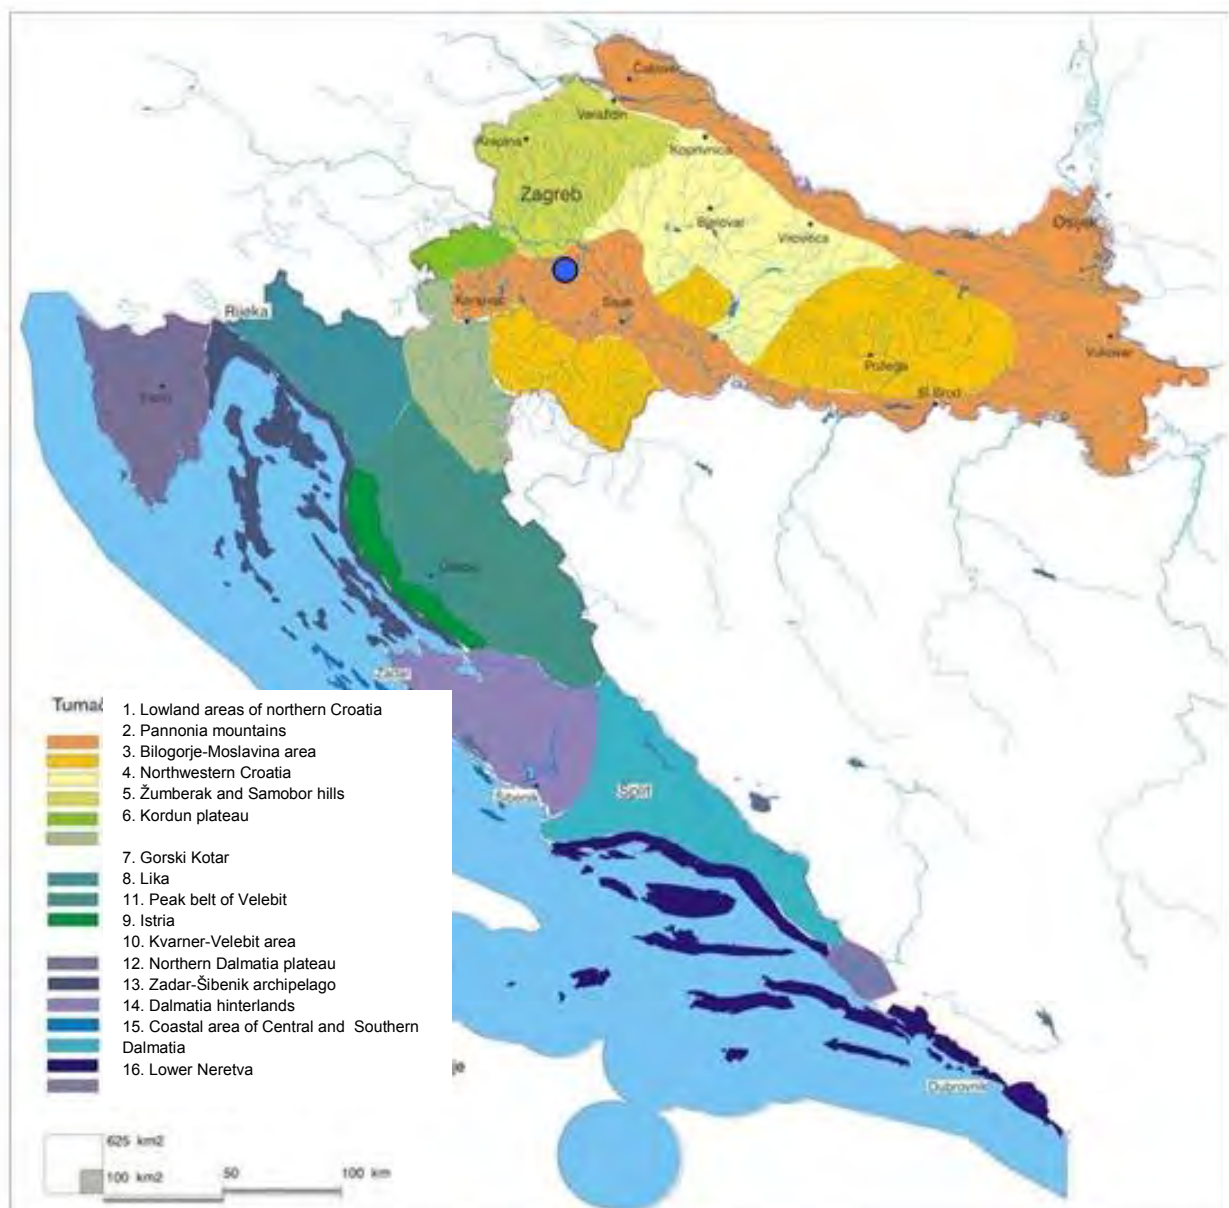 Čakovec
Varaždin
Krapina
Koprivnica
Zagreb
Bjelovar
Virovitica
Osijek
Karlovac
Sisak
Rijeka
Vukovar
Požega
Sl.Brod
Pazin
Gospić
Zadar
Tumač
1. Lowland areas of northern Croatia
2. Pannonia mountains
3. Bilogorje-Moslavina area
4. Northwestern Croatia
5. Žumberak and Samobor hills
6. Kordun plateau
7. Gorski Kotar
8. Lika
11. Peak belt of Velebit
9. Istria
10. Kvarner-Velebit area
12. Northern Dalmatia plateau
13. Zadar-Šibenik archipelago
14. Dalmatia hinterlands
15. Coastal area of Central and Southern
Dalmatia
16. Lower Neretva
je
Šibenik
Split
Dubrovnik
625 km2
100 km2
50
100 km